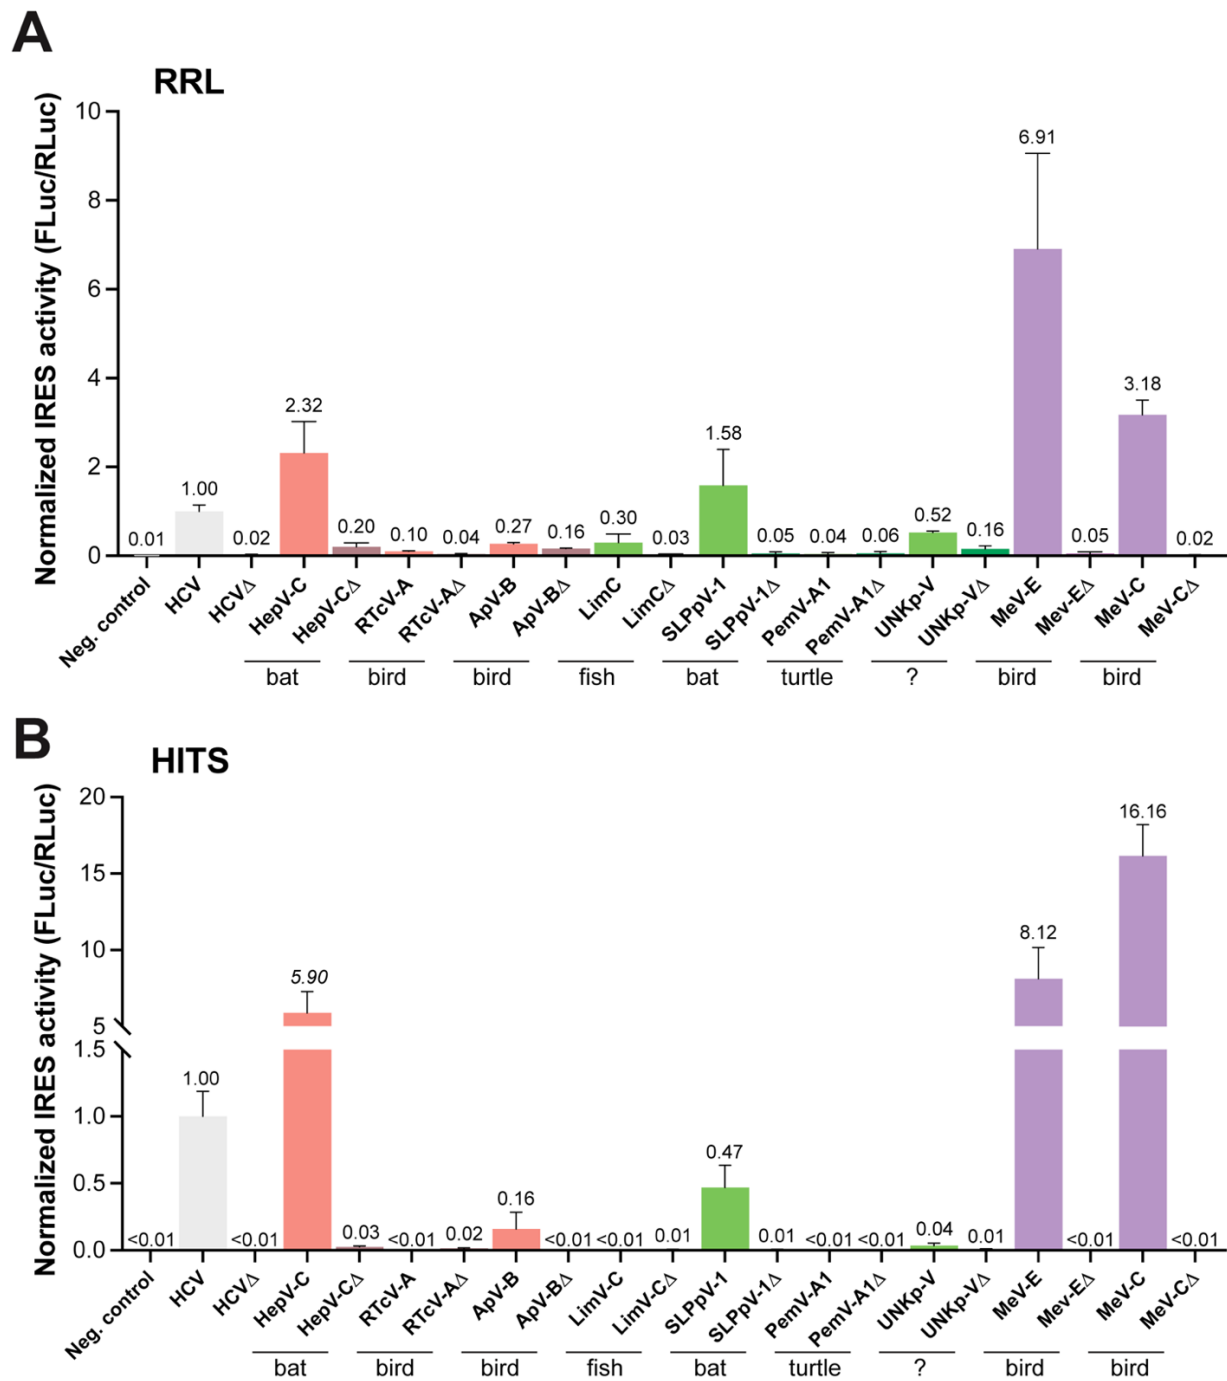 A
RRL
Normalized IRES activity (FLuc/RLuc)
10
8
6
4
2
0
0.01
1.00
0.02
2.32
0.20
0.10
0.04
0.27
0.16
0.30
0.03
1.58
0.05
0.04
0.06
0.52
0.16
6.91
0.05
3.18
0.02
Neg. control
HCV
HCVΔ
HepV-C
HepV-CΔ
RTcV-A
RTcV-AΔ
ApV-B
ApV-BΔ
LimC
LimCΔ
SLPpV-1
SLPpV-1Δ
PemV-A1
PemV-A1Δ
UNKp-V
UNKp-VΔ
MeV-E
Mev-EΔ
MeV-C
MeV-CΔ
bat
bird
bird
fish
bat
turtle
?
bird
bird
B
HITS
Normalized IRES activity (FLuc/RLuc)
20
15
10
5
1.5
1.0
0.5
0.0
<0.01
1.00
<0.01
5.90
0.03
<0.01
0.02
0.16
<0.01
<0.01
0.01
0.47
0.01
<0.01
<0.01
0.04
0.01
8.12
<0.01
16.16
<0.01
Neg. control
HCV
HCVΔ
HepV-C
HepV-CΔ
RTcV-A
RTcV-AΔ
ApV-B
ApV-BΔ
LimV-C
LimV-CΔ
SLPpV-1
SLPpV-1Δ
PemV-A1
PemV-A1Δ
UNKp-V
UNKp-VΔ
MeV-E
Mev-EΔ
MeV-C
MeV-CΔ
bat
bird
bird
fish
bat
turtle
?
bird
bird